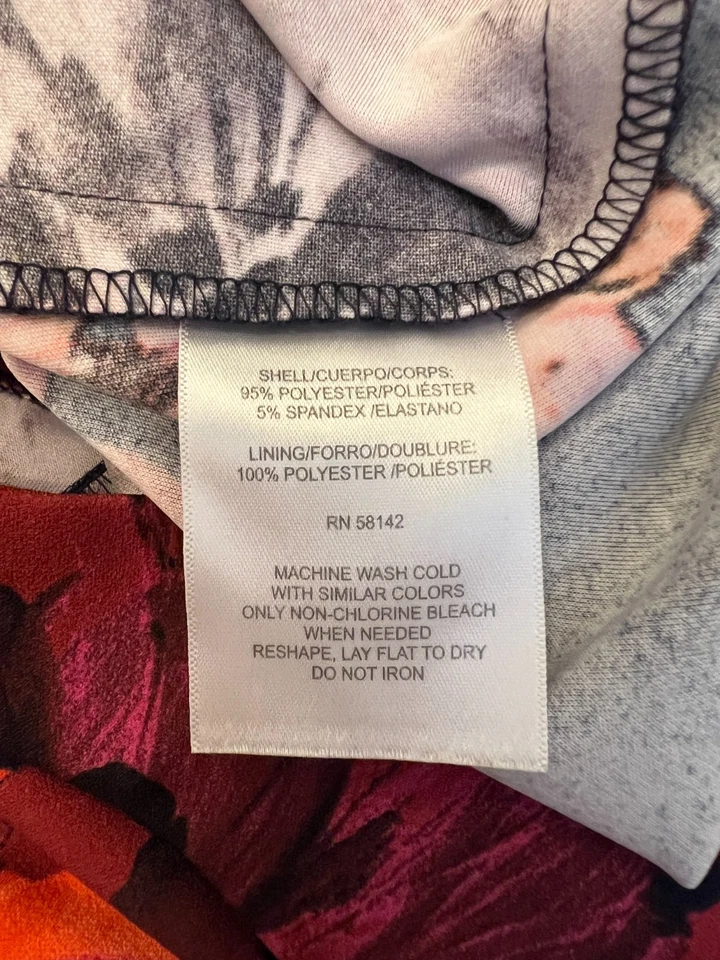 SHELL/CUERPO/CORPS:
95% POLYESTER/POLIÉSTER
5% SPANDEX /ELASTANO
LINING/FORRO/DOUBLURE:
100% POLYESTER /POLIÉSTER
RN 58142
MACHINE WASH COLD
WITH SIMILAR COLORS
ONLY NON-CHLORINE BLEACH
WHEN NEEDED
RESHAPE, LAY FLAT TO DRY
DO NOT IRON